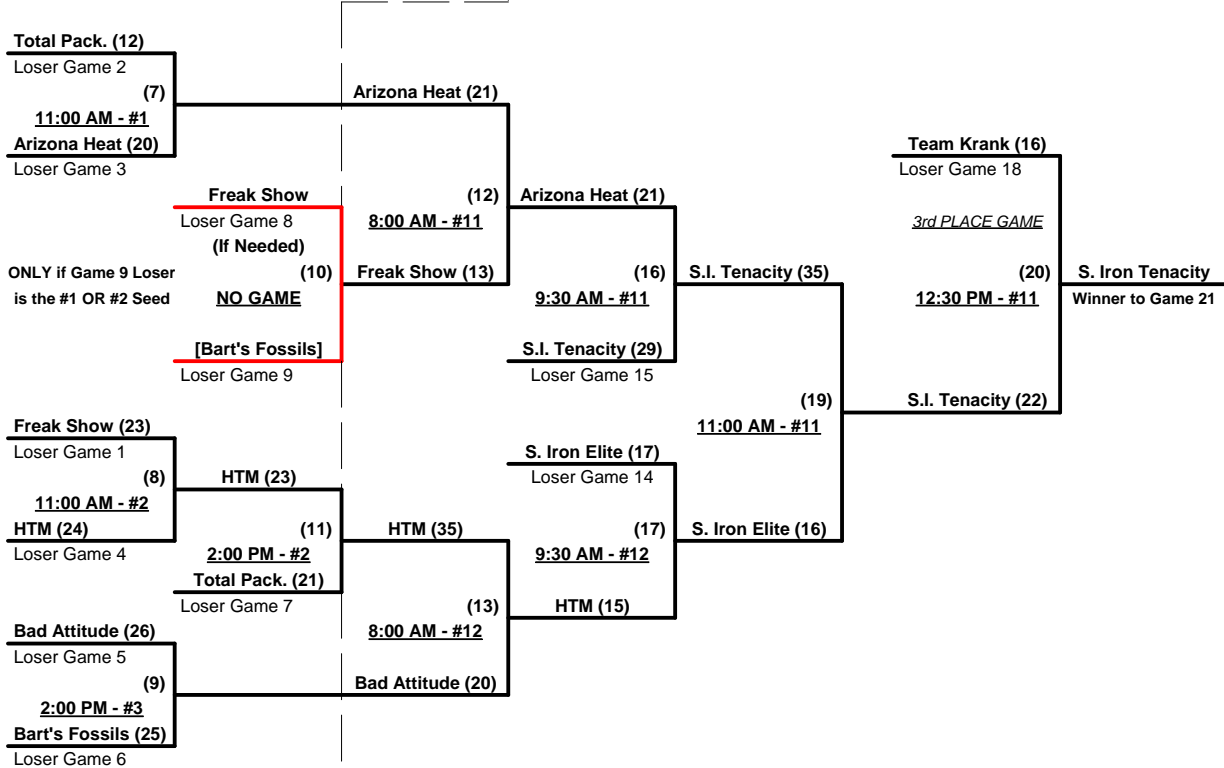 Total Pack. (12)
Loser Game 2
(7)
11:00 AM - #1
Arizona Heat (20)
Loser Game 3
Arizona Heat (21)
Freak Show
Loser Game 8
(If Needed)
ONLY if Game 9 Loser
is the #1 OR #2 Seed
(10)
NO GAME
[Bart's Fossils]
Loser Game 9
(12)
8:00 AM - #11
Freak Show (13)
Arizona Heat (21)
(16)
9:30 AM - #11
S.I. Tenacity (29)
Loser Game 15
S.I. Tenacity (35)
Team Krank (16)
Loser Game 18
3rd PLACE GAME
(20)
12:30 PM - #11
S. Iron Tenacity
Winner to Game 21
S.I. Tenacity (22)
(19)
11:00 AM - #11
Freak Show (23)
Loser Game 1
(8)
11:00 AM - #2
HTM (24)
Loser Game 4
HTM (23)
(11)
2:00 PM - #2
Total Pack. (21)
Loser Game 7
HTM (35)
S. Iron Elite (17)
Loser Game 14
(17)
9:30 AM - #12
S. Iron Elite (16)
HTM (15)
(13)
8:00 AM - #12
Bad Attitude (26)
Loser Game 5
(9)
2:00 PM - #3
Bart's Fossils (25)
Loser Game 6
Bad Attitude (20)